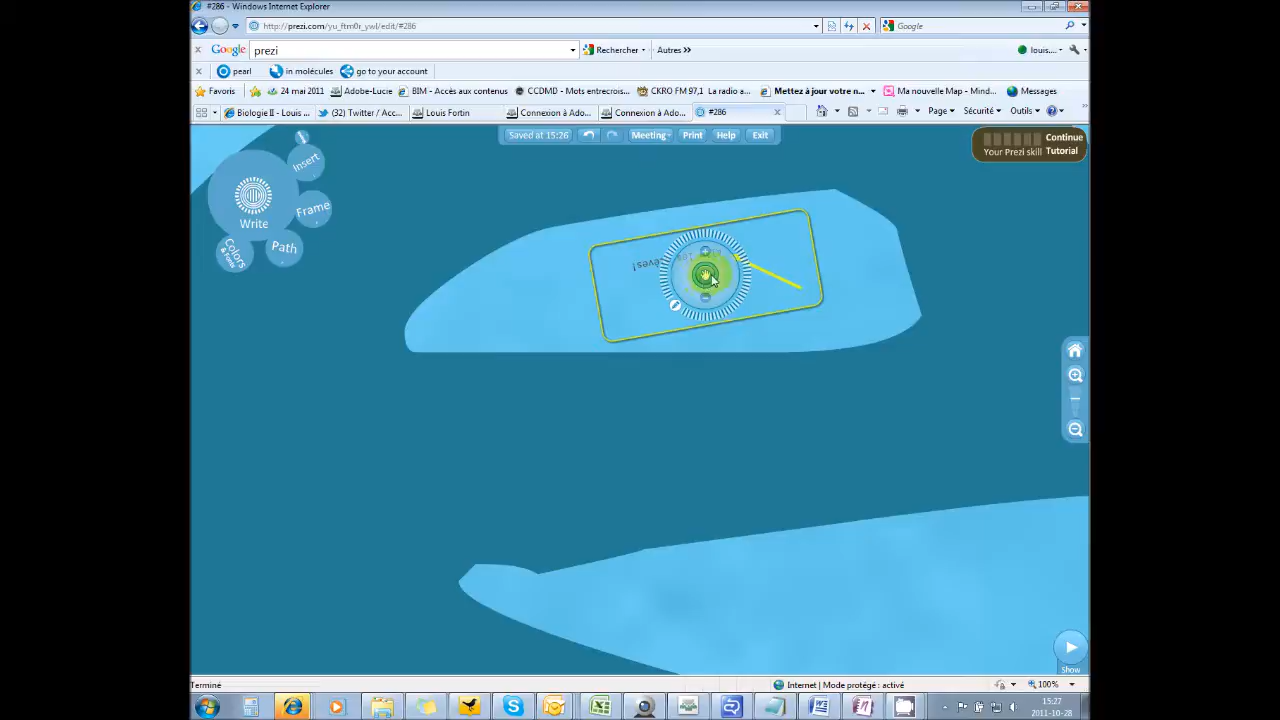 #286 - Windows Internet Explorer
http://prezi.com/yu_ftm0r_ywl/edit/#286
Google
Google prezi Rechercher Autres louis....
pearl in molécules go to your account
Favoris 24 mai 2011 Adobe-Lucie BIM - Accès aux contenus CCDMD - Mots entrecrois... CKRO FM 97,1 La radio a... Mettez à jour votre n... Ma nouvelle Map - Mind... Messages
Biologie II - Louis ... (32) Twitter / Acc... Louis Fortin Connexion à Ado... Connexion à Ado... #286 Page Sécurité Outils
Saved at 15:26 Meeting Print Help Exit
Continue
Your Prezi skill Tutorial
Insert
Write
Frame
Colors
& Fonts
Path
Show
Terminé Internet | Mode protégé : activé 100%
15:27
2011-10-28